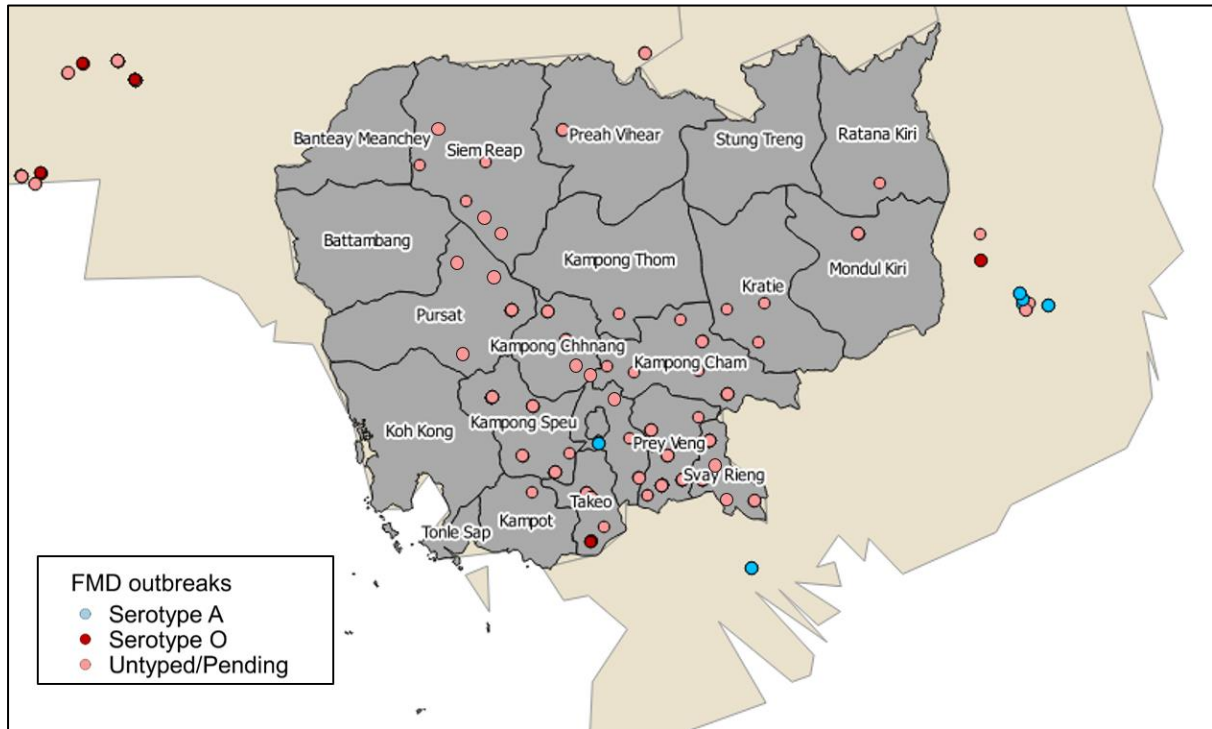 Banteay Meanchey
Siem Reap
Preah Vihear
Stung Treng
Ratana Kiri
Battambang
Kampong Thom
Mondul Kiri
Kratie
Pursat
Kampong Chhnang
Kampong Cham
Koh Kong
Kampong Speu
Prey Veng
Svay Rieng
Takeo
Kampot
Tonle Sap
FMD outbreaks
Serotype A
Serotype O
Untyped/Pending